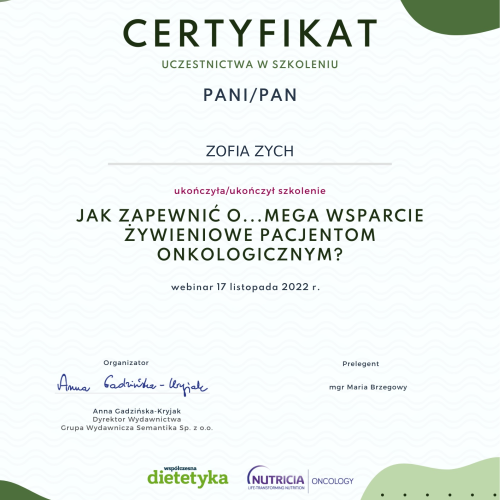 CERTYFIKAT
UCZESTNICTWA W SZKOLENIU
PANI/PAN
ZOFIA ZYCH
ukończyła/ukończył szkolenie
JAK ZAPEWNIĆ O...MEGA WSPARCIE
ŻYWIENIOWE PACJENTOM
ONKOLOGICZNYM?
webinar 17 listopada 2022 r.
Organizator
Anna Gadzińska-Kryjak
Anna Gadzińska-Kryjak
Dyrektor Wydawnictwa
Grupa Wydawnicza Semantika Sp. z o.o.
Prelegent
mgr Maria Brzegowy
współczesna
dietetyka
NUTRICIA
LIFE-TRANSFORMING NUTRITION
ONCOLOGY